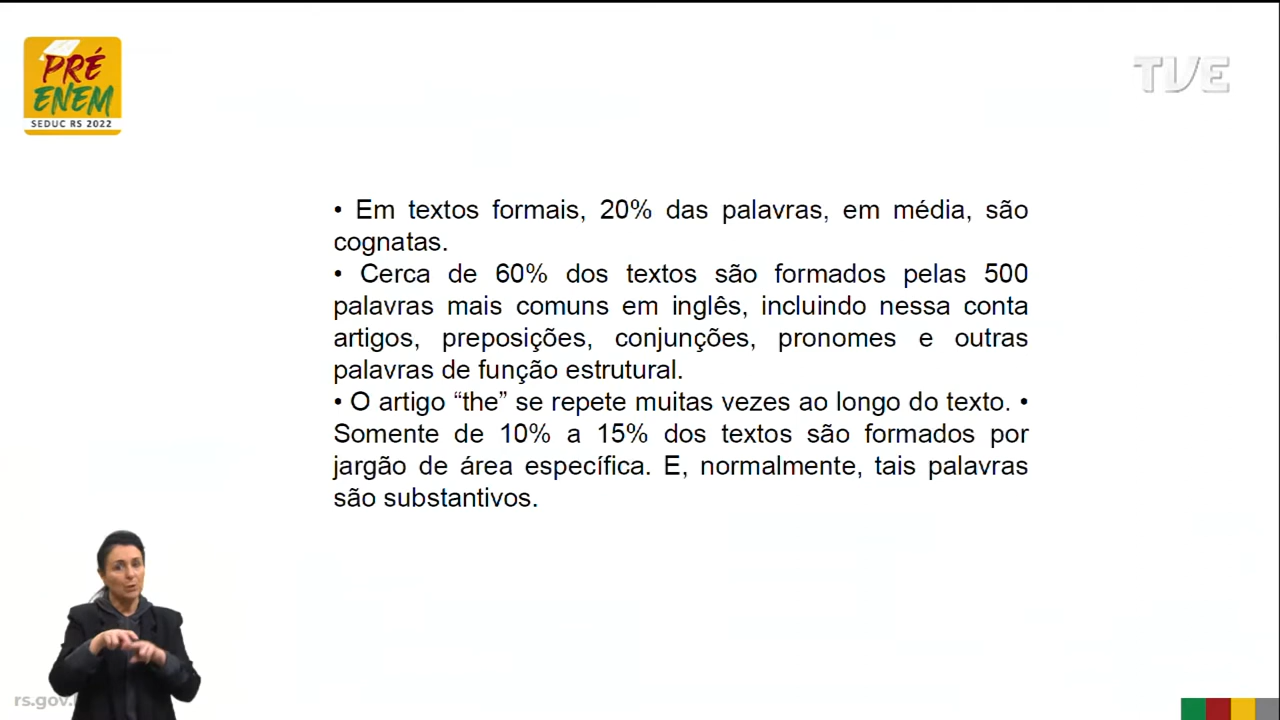 PRÉ
ENEM
SEDUC RS 2022
TVE
• Em textos formais, 20% das palavras, em média, são
cognatas.
• Cerca de 60% dos textos são formados pelas 500
palavras mais comuns em inglês, incluindo nessa conta
artigos, preposições, conjunções, pronomes e outras
palavras de função estrutural.
• O artigo “the” se repete muitas vezes ao longo do texto. •
Somente de 10% a 15% dos textos são formados por
jargão de área específica. E, normalmente, tais palavras
são substantivos.
rs.gov.